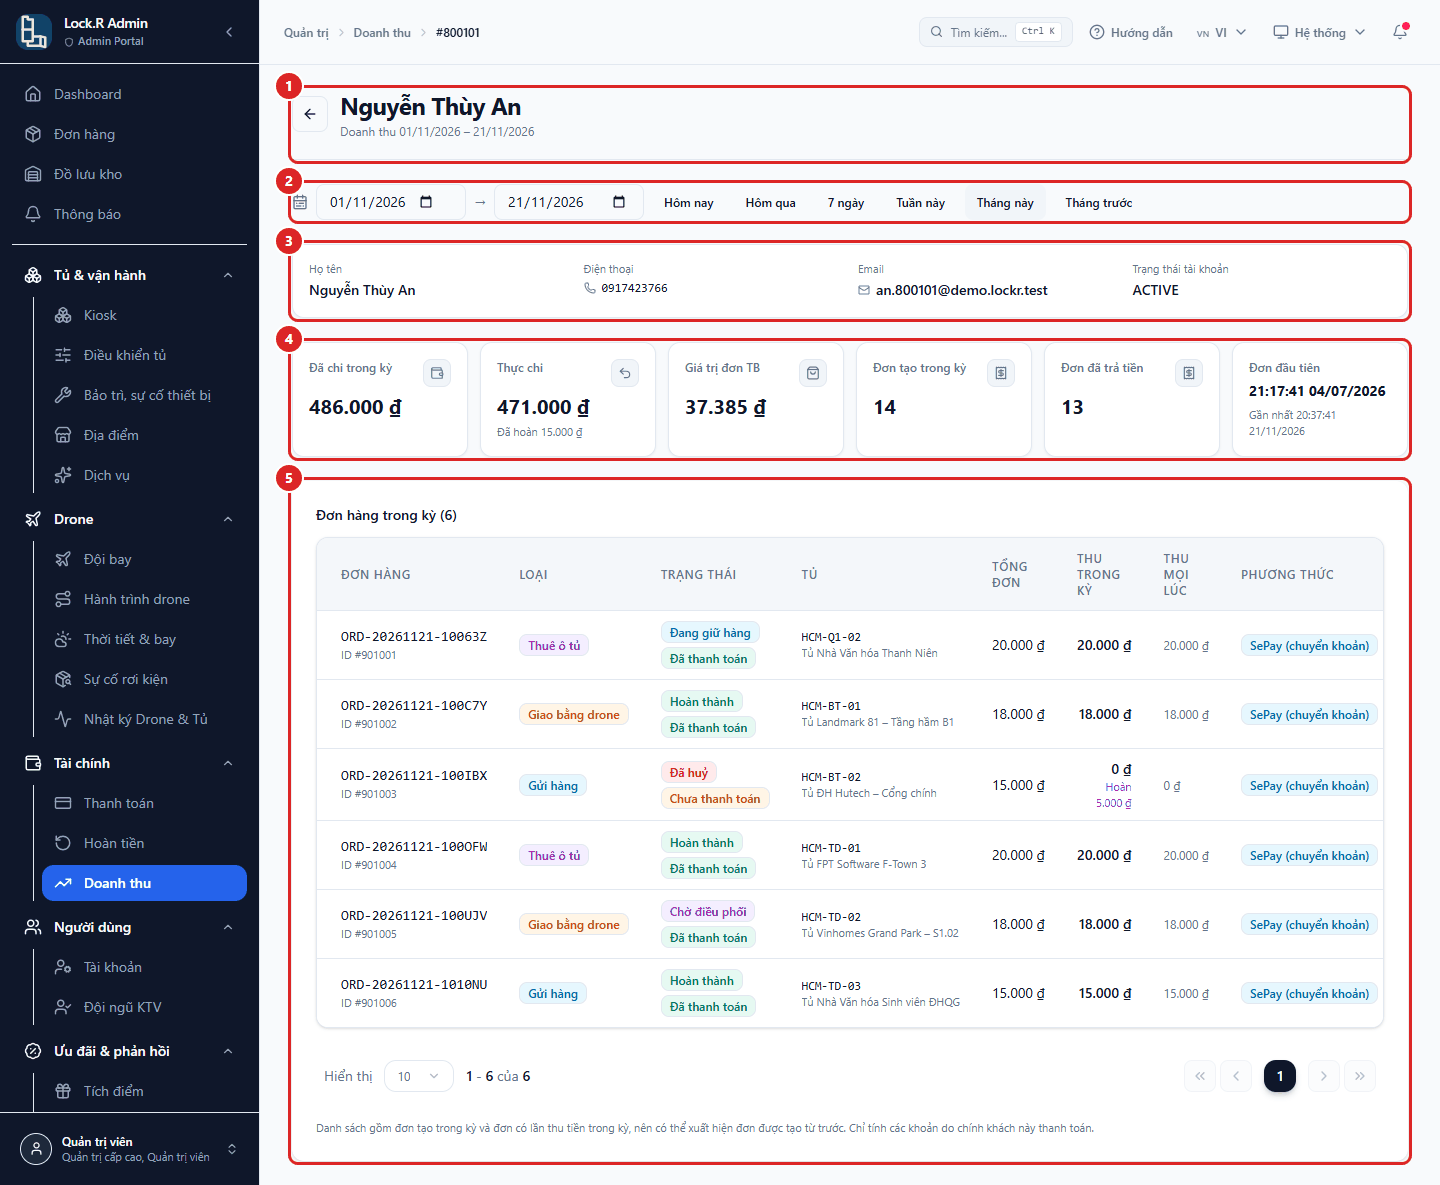 Lock.R Admin
Admin Portal
Dashboard
Đơn hàng
Đồ lưu kho
Thông báo
Tủ & vận hành
Kiosk
Điều khiển tủ
Bảo trì, sự cố thiết bị
Địa điểm
Dịch vụ
Drone
Đội bay
Hành trình drone
Thời tiết & bay
Sự cố rơi kiện
Nhật ký Drone & Tủ
Tài chính
Thanh toán
Hoàn tiền
Doanh thu
Người dùng
Tài khoản
Đội ngũ KTV
Ưu đãi & phản hồi
Tích điểm
Quản trị viên
Quản trị cấp cao, Quản trị viên
Quản trị > Doanh thu > #800101
Tìm kiếm... Ctrl K
Hướng dẫn
VN VI
Hệ thống
1
Nguyễn Thùy An
Doanh thu 01/11/2026 – 21/11/2026
2
01/11/2026 → 21/11/2026 Hôm nay Hôm qua 7 ngày Tuần này Tháng này Tháng trước
3
Họ tên Điện thoại Email Trạng thái tài khoản
Nguyễn Thùy An 0917423766 an.800101@demo.lockr.test ACTIVE
4
Đã chi trong kỳ
486.000 ₫
Thực chi
471.000 ₫
Đã hoàn 15.000 ₫
Giá trị đơn TB
37.385 ₫
Đơn tạo trong kỳ
14
Đơn đã trả tiền
13
Đơn đầu tiên
21:17:41 04/07/2026
Gần nhất 20:37:41
21/11/2026
5
Đơn hàng trong kỳ (6)
ĐƠN HÀNG LOẠI TRẠNG THÁI TỦ TỔNG ĐƠN THU TRONG KỲ THU MỌI LÚC PHƯƠNG THỨC
ORD-20261121-10063Z Thuê ô tủ Đang giữ hàng HCM-Q1-02 20.000 ₫ 20.000 ₫ 20.000 ₫ SePay (chuyển khoản)
ID #901001 Đã thanh toán Tủ Nhà Văn hóa Thanh Niên
ORD-20261121-100C7Y Giao bằng drone Hoàn thành HCM-BT-01 18.000 ₫ 18.000 ₫ 18.000 ₫ SePay (chuyển khoản)
ID #901002 Đã thanh toán Tủ Landmark 81 – Tầng hầm B1
ORD-20261121-100IBX Gửi hàng Đã huỷ HCM-BT-02 15.000 ₫ 0 ₫ 0 ₫ SePay (chuyển khoản)
ID #901003 Chưa thanh toán Tủ ĐH Hutech – Cổng chính Hoàn 5.000 ₫
ORD-20261121-100OFW Thuê ô tủ Hoàn thành HCM-TD-01 20.000 ₫ 20.000 ₫ 20.000 ₫ SePay (chuyển khoản)
ID #901004 Đã thanh toán Tủ FPT Software F-Town 3
ORD-20261121-100UJV Giao bằng drone Chờ điều phối HCM-TD-02 18.000 ₫ 18.000 ₫ 18.000 ₫ SePay (chuyển khoản)
ID #901005 Đã thanh toán Tủ Vinhomes Grand Park – S1.02
ORD-20261121-1010NU Gửi hàng Hoàn thành HCM-TD-03 15.000 ₫ 15.000 ₫ 15.000 ₫ SePay (chuyển khoản)
ID #901006 Đã thanh toán Tủ Nhà Văn hóa Sinh viên ĐHQG
Hiển thị 10 1 - 6 của 6 « ‹ 1 › »
Danh sách gồm đơn tạo trong kỳ và đơn có lần thu tiền trong kỳ, nên có thể xuất hiện đơn được tạo từ trước. Chỉ tính các khoản do chính khách này thanh toán.